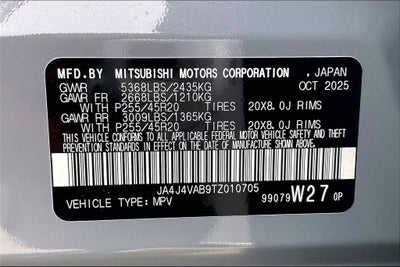 MFD.BY MITSUBISHI MOTORS CORPORATION , JAPAN
GVWR 5368LBS/2435KG OCT 2025
GAWR FR 2668LBS/1210KG
WITH P255/45R20 TIRES 20X8.0J RIMS
GAWR RR 3009LBS/1365KG
WITH P255/45R20 TIRES 20X8.0J RIMS
THIS VEHICLE CONFORMS TO ALL APPLICABLE FEDERAL MOTOR VEHICLE SAFETY
STANDARDS IN EFFECT ON THE DATE OF MANUFACTURE SHOWN ABOVE.
JA4J4VAB9TZ010705
VEHICLE TYPE: MPV 99079 W27 0P